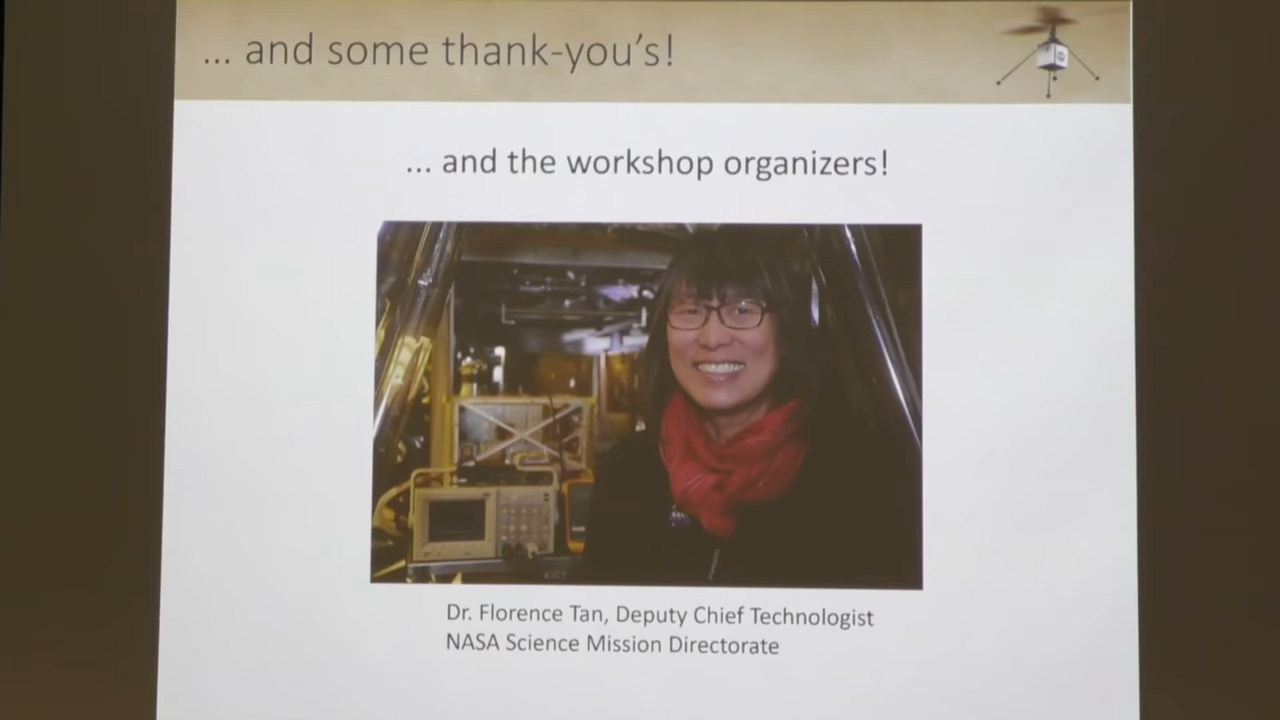 ... and some thank-you's!
... and the workshop organizers!
Dr. Florence Tan, Deputy Chief Technologist
NASA Science Mission Directorate